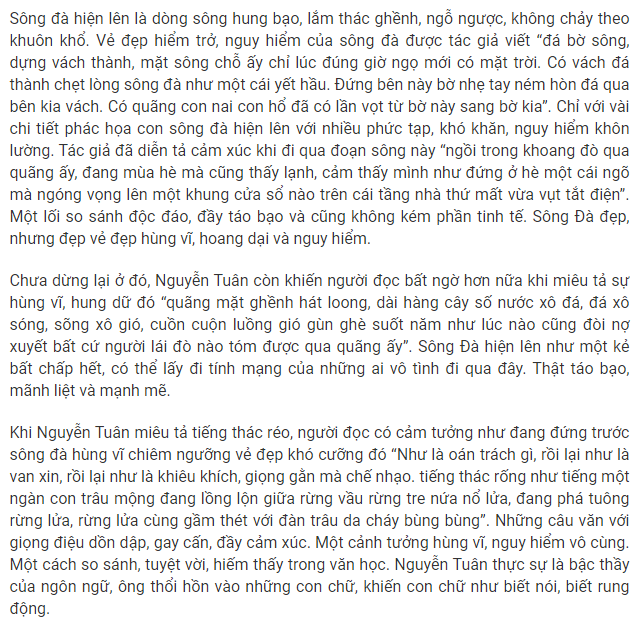 Sông đà hiện lên là dòng sông hung bạo, lắm thác ghềnh, ngỗ ngược, không chảy theo
khuôn khổ. Vẻ đẹp hiểm trở, nguy hiểm của sông đà được tác giả viết “đá bờ sông,
dựng vách thành, mặt sông chỗ ấy chỉ lúc đúng giờ ngọ mới có mặt trời. Có vách đá
thành chẹt lòng sông đà như một cái yết hầu. Đứng bên này bờ nhẹ tay ném hòn đá qua
bên kia vách. Có quãng con nai con hổ đã có lần vọt từ bờ này sang bờ kia”. Chỉ với vài
chi tiết phác họa con sông đà hiện lên với nhiều phức tạp, khó khăn, nguy hiểm khôn
lường. Tác giả đã diễn tả cảm xúc khi đi qua đoạn sông này “ngồi trong khoang đò qua
quãng ấy, đang mùa hè mà cũng thấy lạnh, cảm thấy mình như đứng ở hè một cái ngõ
mà ngóng vọng lên một khung cửa sổ nào trên cái tầng nhà thứ mất vừa vụt tắt điện”.
Một lối so sánh độc đáo, đầy táo bạo và cũng không kém phần tinh tế. Sông Đà đẹp,
nhưng đẹp vẻ đẹp hùng vĩ, hoang dại và nguy hiểm.
Chưa dừng lại ở đó, Nguyễn Tuân còn khiến người đọc bất ngờ hơn nữa khi miêu tả sự
hùng vĩ, hung dữ đó “quãng mặt ghềnh hát loong, dài hàng cây số nước xô đá, đá xô
sóng, sõng xô gió, cuồn cuộn luồng gió gùn ghè suốt năm như lúc nào cũng đòi nợ
xuyết bất cứ người lái đò nào tóm được qua quãng ấy”. Sông Đà hiện lên như một kẻ
bất chấp hết, có thể lấy đi tính mạng của những ai vô tình đi qua đây. Thật táo bạo,
mãnh liệt và mạnh mẽ.
Khi Nguyễn Tuân miêu tả tiếng thác réo, người đọc có cảm tưởng như đang đứng trước
sông đà hùng vĩ chiêm ngưỡng vẻ đẹp khó cưỡng đó “Như là oán trách gì, rồi lại như là
van xin, rồi lại như là khiêu khích, giọng gằn mà chế nhạo. tiếng thác rống như tiếng một
ngàn con trâu mộng đang lồng lộn giữa rừng vầu rừng tre nứa nổ lửa, đang phá tuông
rừng lửa, rừng lửa cùng gầm thét với đàn trâu da cháy bùng bùng”. Những câu văn với
giọng điệu dồn dập, gay cấn, đầy cảm xúc. Một cảnh tưởng hùng vĩ, nguy hiểm vô cùng.
Một cách so sánh, tuyệt vời, hiếm thấy trong văn học. Nguyễn Tuân thực sự là bậc thầy
của ngôn ngữ, ông thổi hồn vào những con chữ, khiến con chữ như biết nói, biết rung
động.